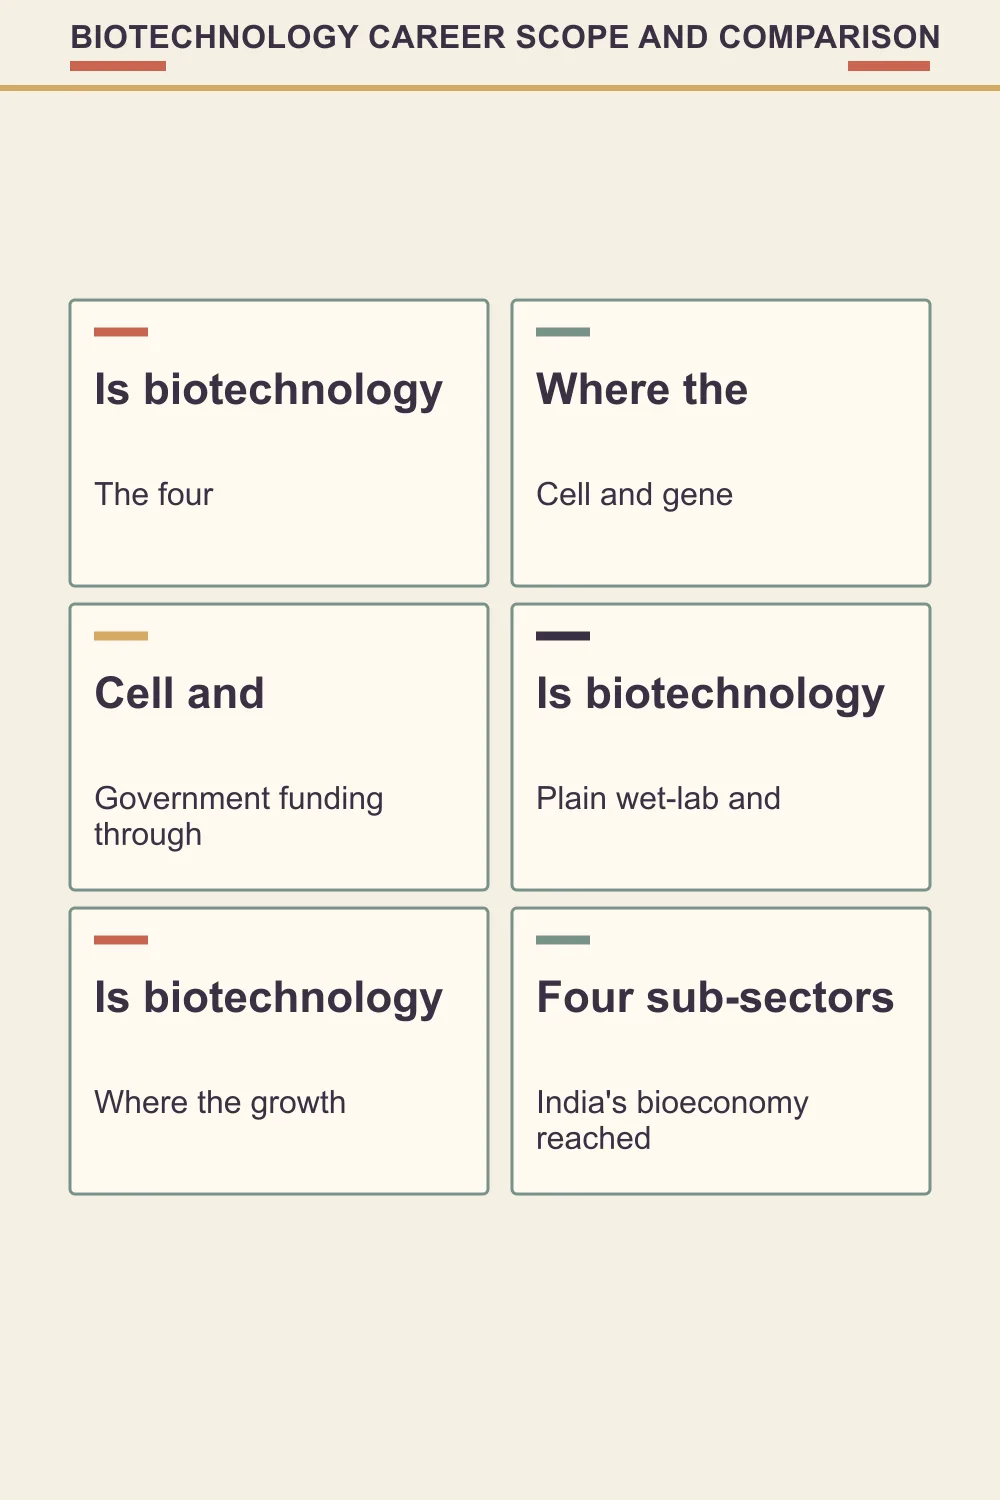 BIOTECHNOLOGY CAREER SCOPE AND COMPARISON
Is biotechnology
The four
Where the
Cell and gene
Cell and
Government funding
through
Is biotechnology
Plain wet-lab and
Is biotechnology
Where the growth
Four sub-sectors
India's bioeconomy
reached